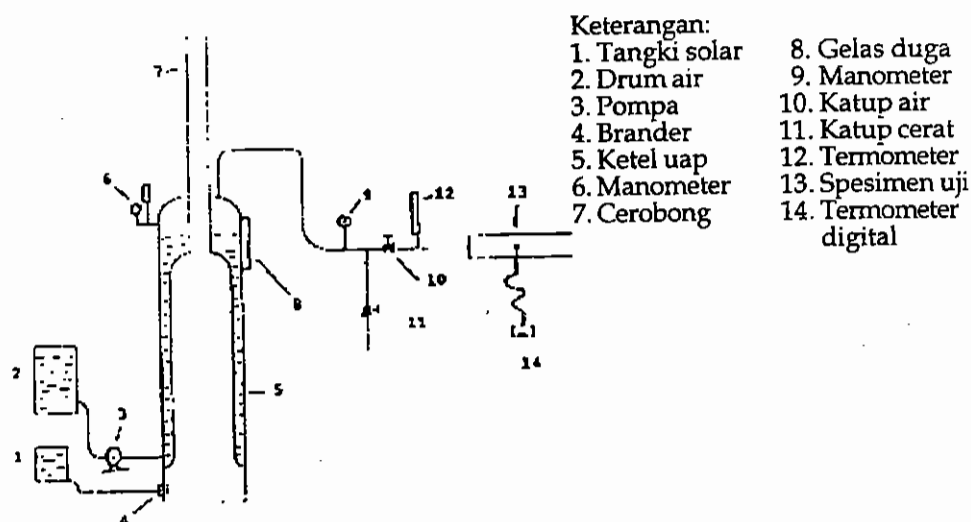 Keterangan:
1. Tangki solar
2. Drum air
3. Pompa
4. Brander
5. Ketel uap
6. Manometer
7. Cerobong
8. Gelas duga
9. Manometer
10. Katup air
11. Katup cerat
12. Termometer
13. Spesimen uji
14. Termometer
digital
7
6
9
12
13
10
8
11
14
2
3
5
1
4